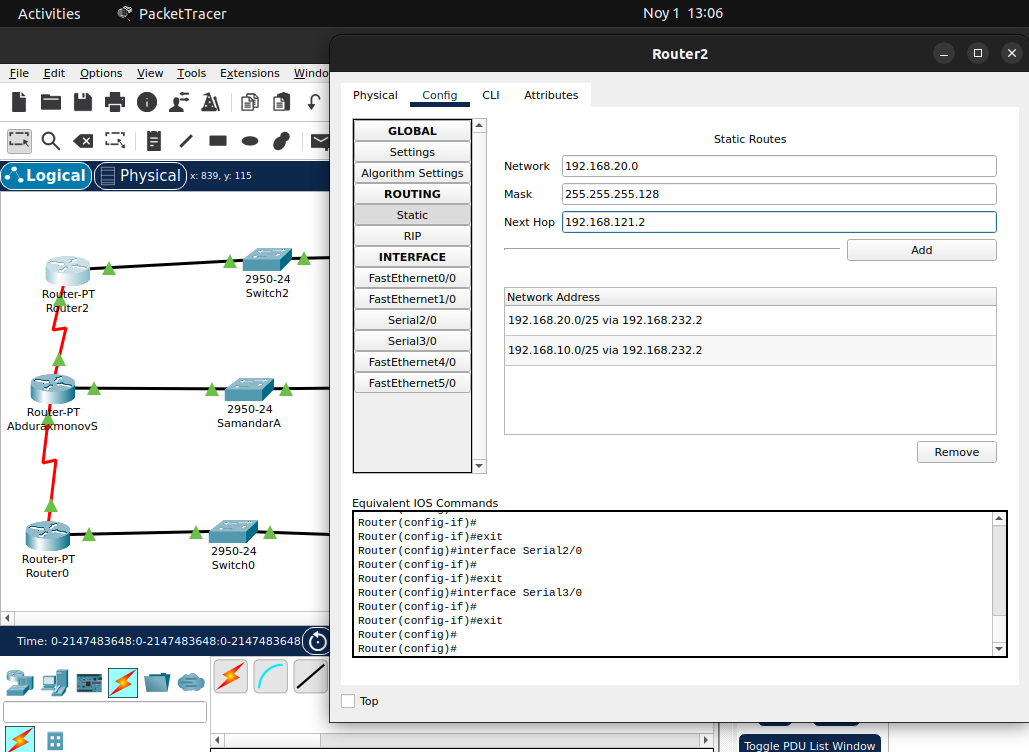 Activities
PacketTracer
Noy 1 13:06
Router2
File Edit Options View Tools Extensions Windo
Logical
Physical
x: 839, y: 115
Router-PT
Router2
2950-24
Switch2
Router-PT
AbduraxmonovS
2950-24
SamandarA
Router-PT
Router0
2950-24
Switch0
Time: 0-2147483648:0-2147483648:0-2147483648
Physical Config CLI Attributes
GLOBAL
Settings
Algorithm Settings
ROUTING
Static
RIP
INTERFACE
FastEthernet0/0
FastEthernet1/0
Serial2/0
Serial3/0
FastEthernet4/0
FastEthernet5/0
Static Routes
Network 192.168.20.0
Mask 255.255.255.128
Next Hop 192.168.121.2
Add
Network Address
192.168.20.0/25 via 192.168.232.2
192.168.10.0/25 via 192.168.232.2
Remove
Equivalent IOS Commands
Router(config-if)#
Router(config-if)#exit
Router(config)#interface Serial2/0
Router(config-if)#
Router(config-if)#exit
Router(config)#interface Serial3/0
Router(config-if)#
Router(config-if)#exit
Router(config)#
Router(config)#
Top
Toggle PDU List Window